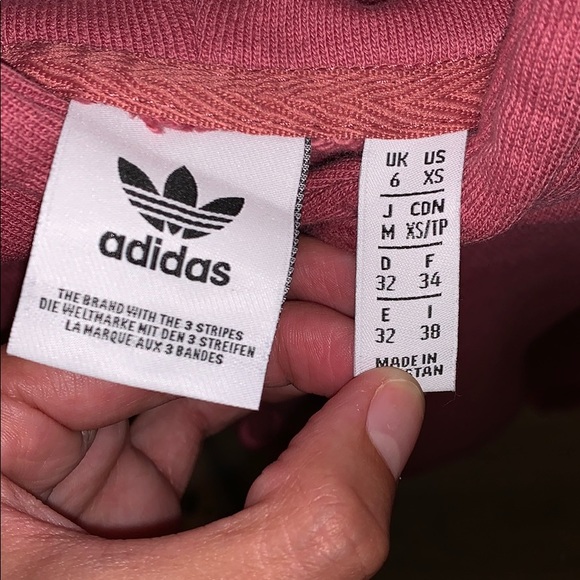 adidas
THE BRAND WITH THE 3 STRIPES
DIE WELTMARKE MIT DEN 3 STREIFEN
LA MARQUE AUX 3 BANDES
UK US
6 XS
J CDN
M XS/TP
D F
32 34
E I
32 38
MADE IN